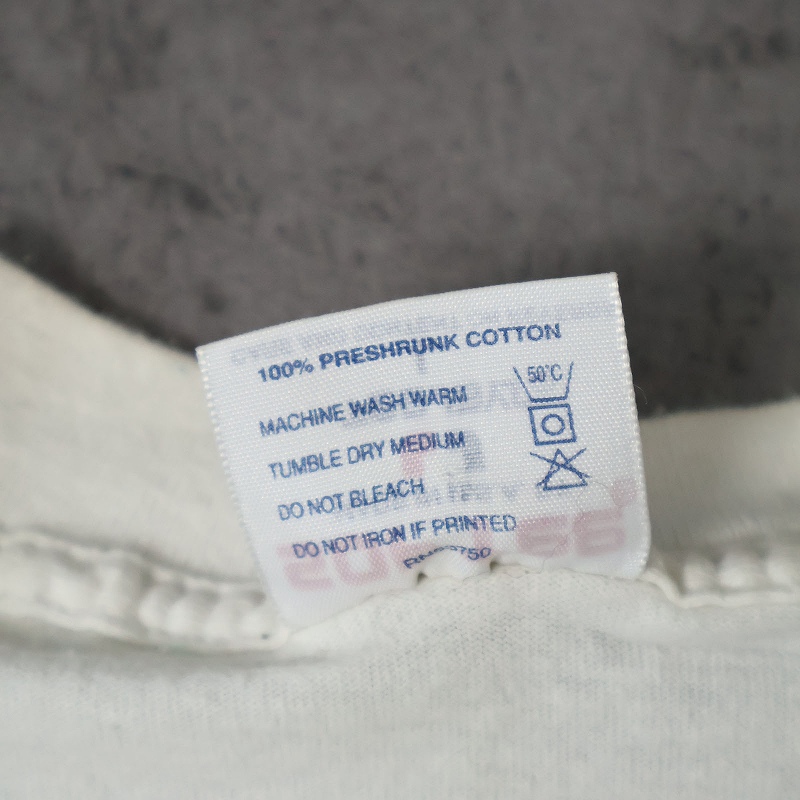 100% PRESHRUNK COTTON
MACHINE WASH WARM
50°C
TUMBLE DRY MEDIUM
DO NOT BLEACH
DO NOT IRON IF PRINTED